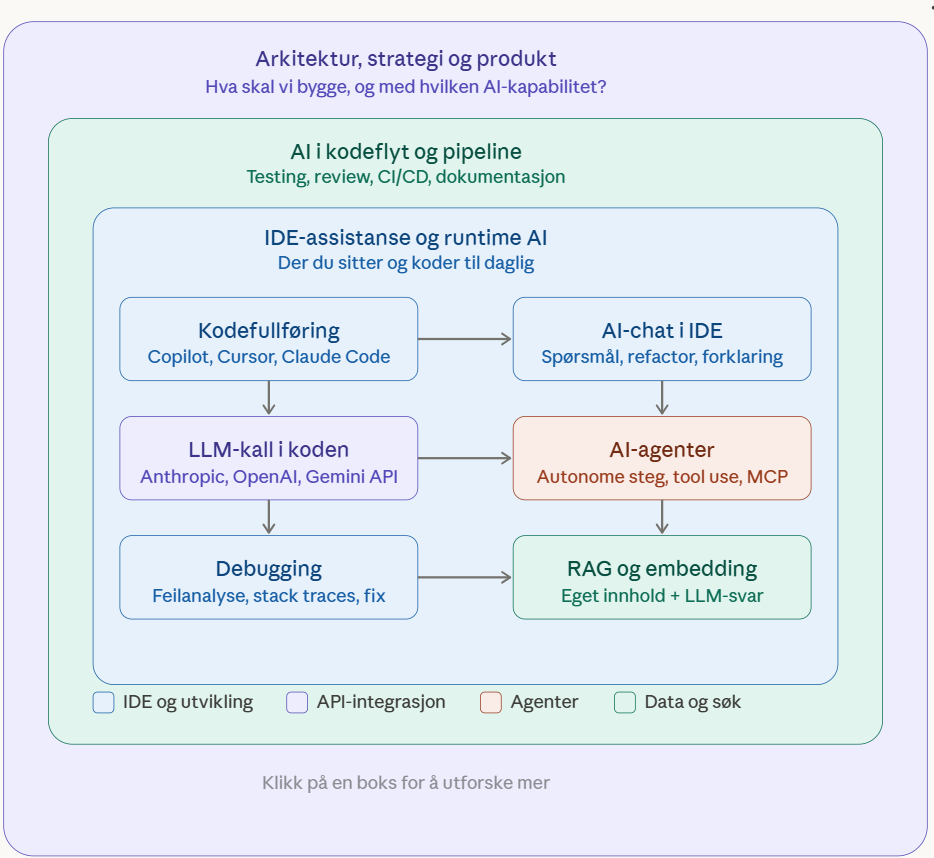 Arkitektur, strategi og produkt
Hva skal vi bygge, og med hvilken AI-kapabilitet?
AI i kodeflyt og pipeline
Testing, review, CI/CD, dokumentasjon
IDE-assistanse og runtime AI
Der du sitter og koder til daglig
Kodefullføring
Copilot, Cursor, Claude Code
AI-chat i IDE
Spørsmål, refactor, forklaring
LLM-kall i koden
Anthropic, OpenAI, Gemini API
AI-agenter
Autonome steg, tool use, MCP
Debugging
Feilanalyse, stack traces, fix
RAG og embedding
Eget innhold + LLM-svar
IDE og utvikling
API-integrasjon
Agenter
Data og søk
Klikk på en boks for å utforske mer